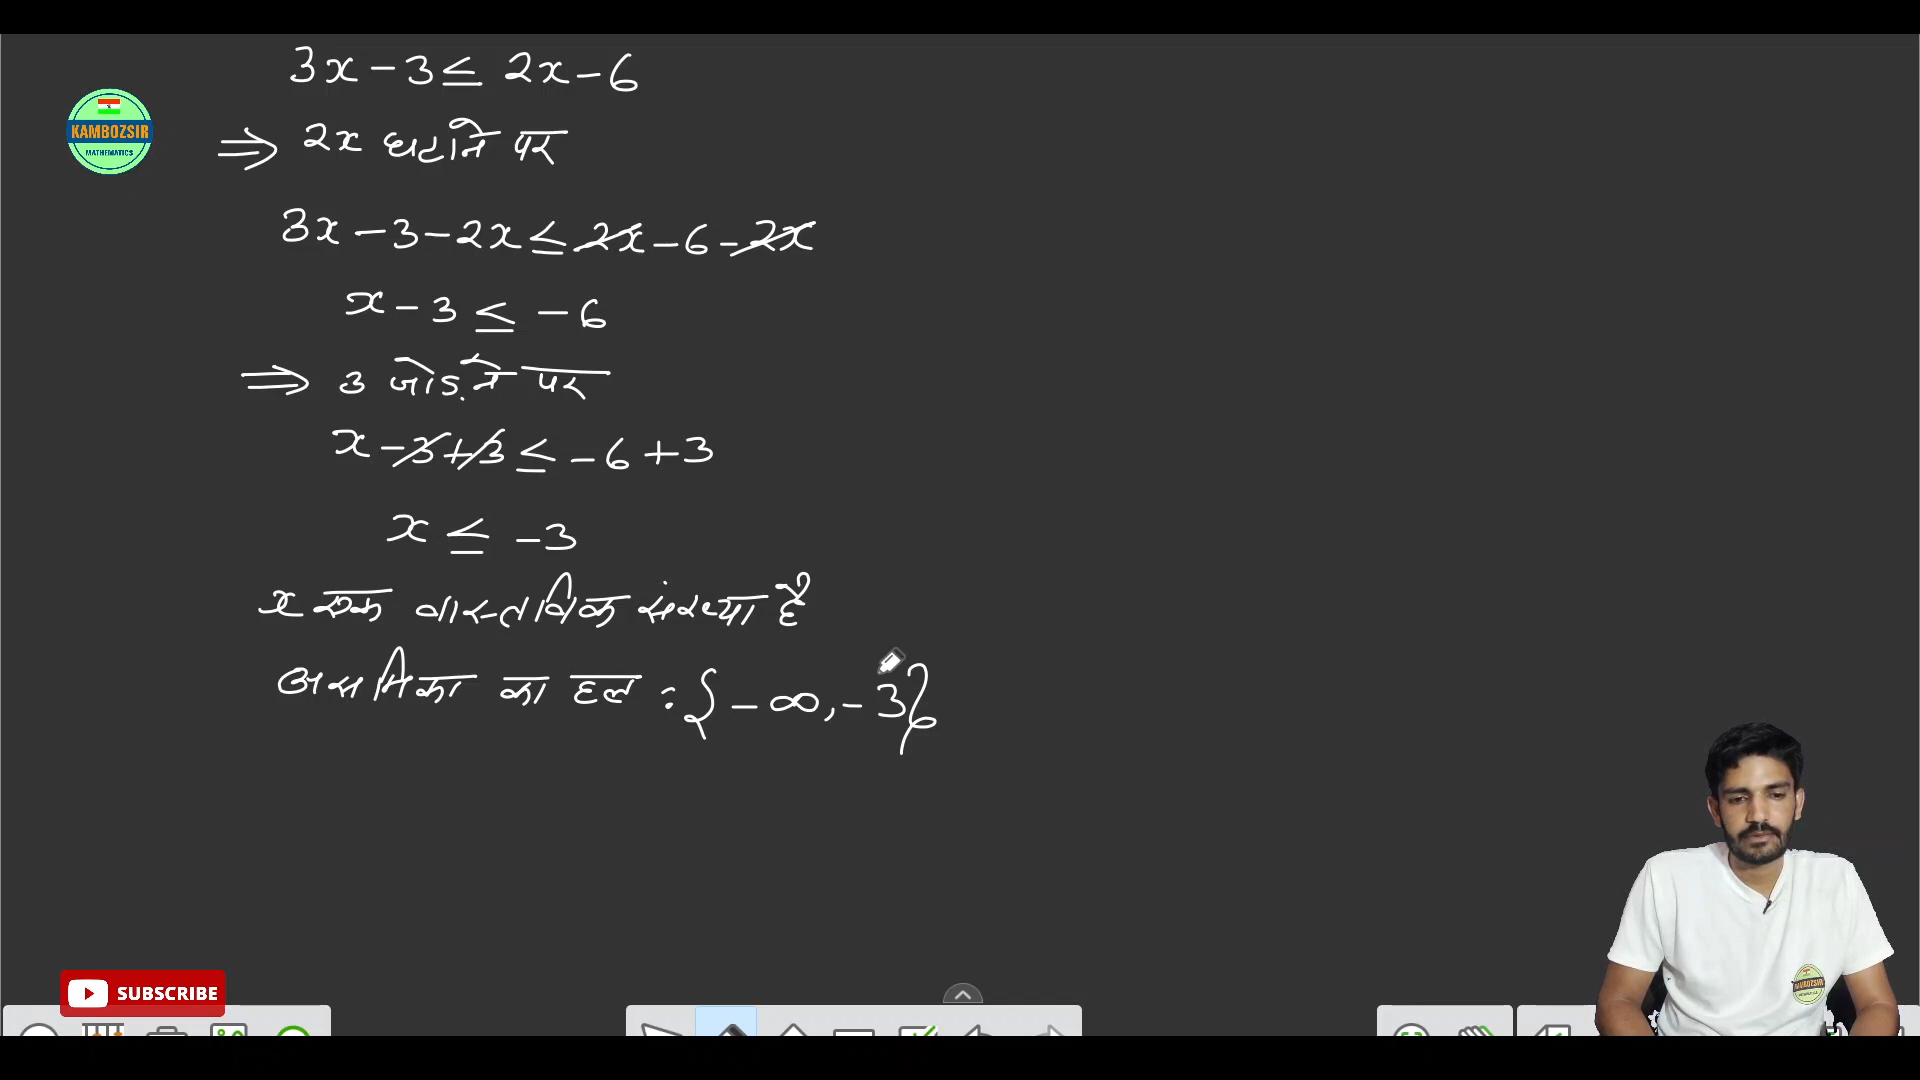 3x - 3 ≤ 2x - 6
KAMBOZSIR
MATHEMATICS
⇒ 2x घटाने पर
3x - 3 - 2x ≤ 2x - 6 - 2x
x - 3 ≤ - 6
⇒ 3 जोड़ने पर
x - 3 + 3 ≤ - 6 + 3
x ≤ - 3
x एक वास्तविक संख्या है
असमिका का हल : { - ∞, - 3}
SUBSCRIBE